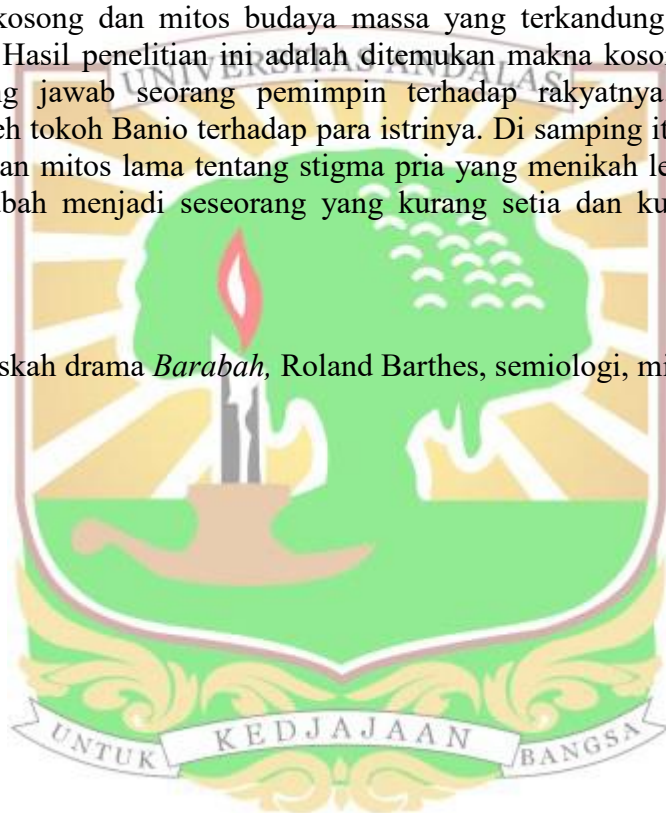 kosong dan mitos budaya massa yang terkandung
Hasil penelitian ini adalah ditemukan makna koson
UNIVERSITAS ANDALAS
g jawab seorang pemimpin terhadap rakyatnya
eh tokoh Banio terhadap para istrinya. Di samping it
an mitos lama tentang stigma pria yang menikah le
bah menjadi seseorang yang kurang setia dan ku
skah drama Barabah, Roland Barthes, semiologi, mi
UNTUK KEDJAJAAN BANGSA